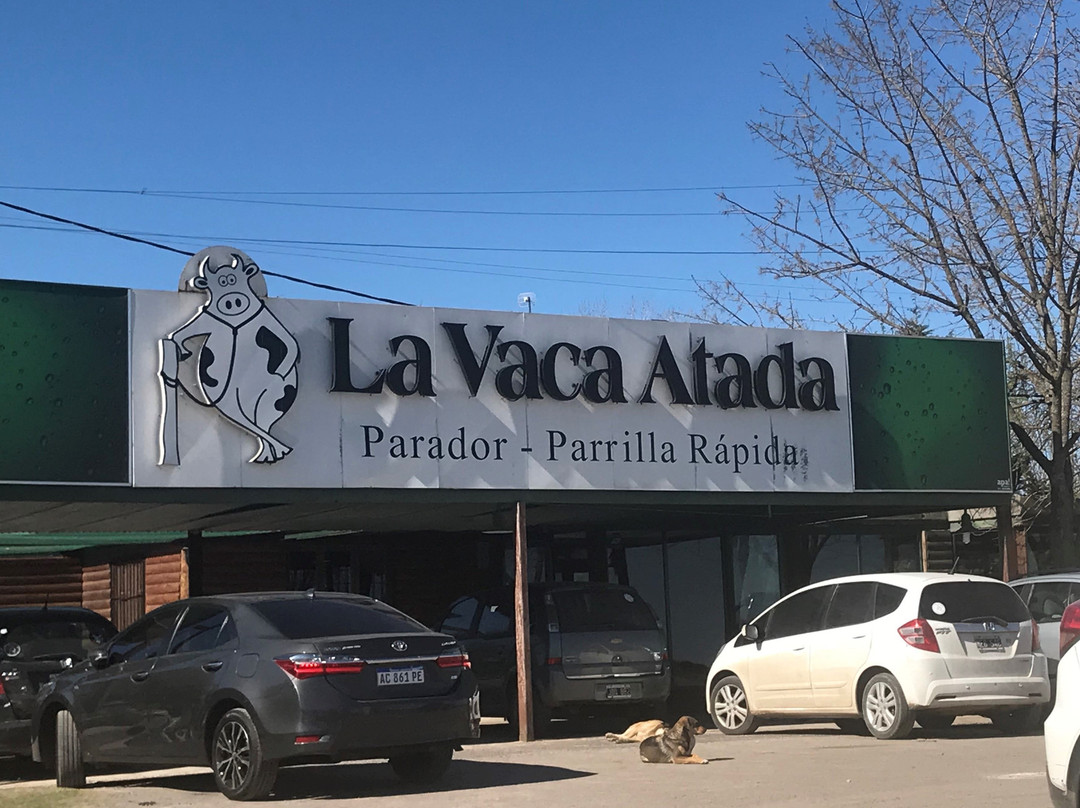 La Vaca Atada
Parador - Parrilla Rápida
AC 861 PE